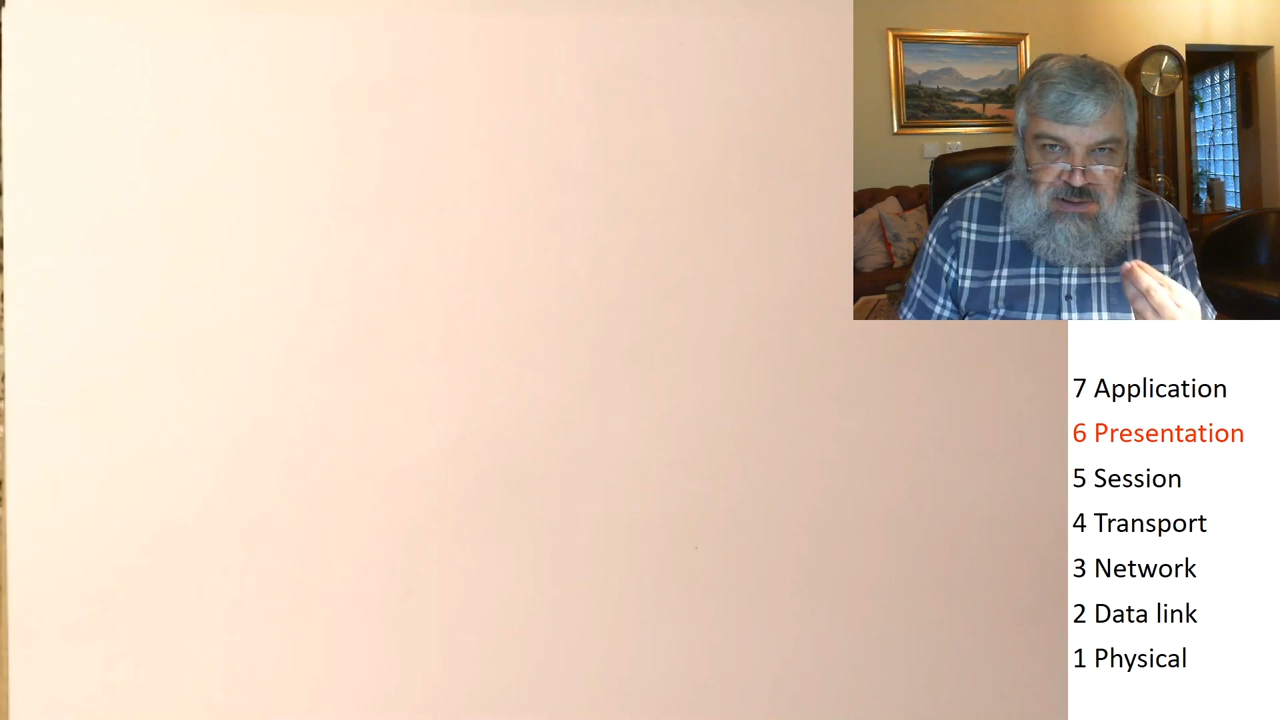 7 Application
6 Presentation
5 Session
4 Transport
3 Network
2 Data link
1 Physical